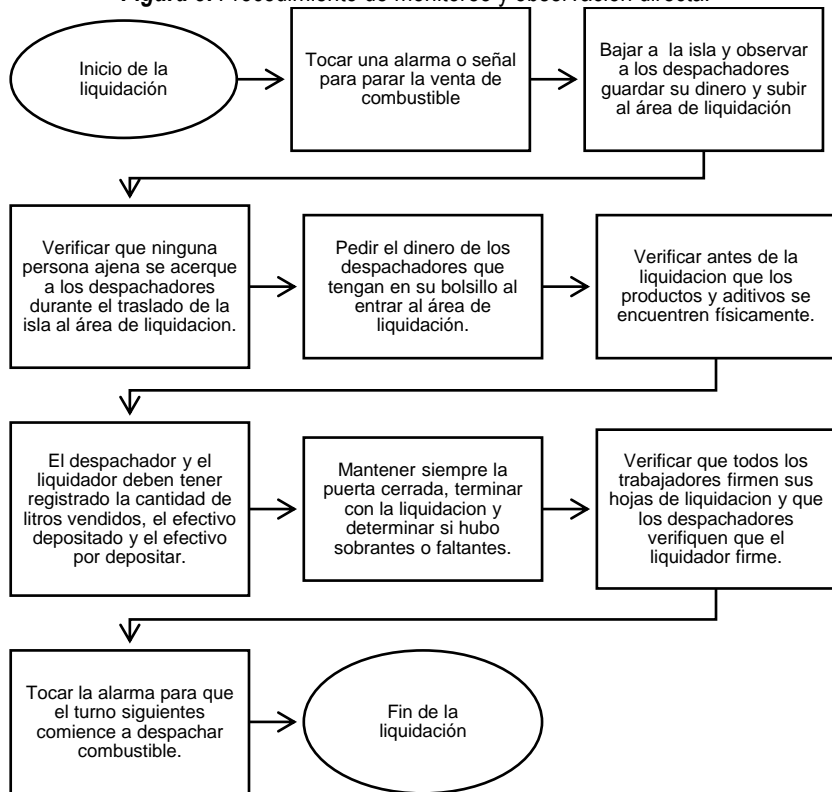 Procedimiento de monitoreo y observación directa.
Inicio de la
liquidación
Tocar una alarma o señal
para parar la venta de
combustible
Bajar a la isla y observar
a los despachadores
guardar su dinero y subir
al área de liquidación
Verificar que ninguna
persona ajena se acerque
a los despachadores
durante el traslado de la
isla al área de liquidacion.
Pedir el dinero de los
despachadores que
tengan en su bolsillo al
entrar al área de
liquidación.
Verificar antes de la
liquidacion que los
productos y aditivos se
encuentren físicamente.
El despachador y el
liquidador deben tener
registrado la cantidad de
litros vendidos, el efectivo
depositado y el efectivo
por depositar.
Mantener siempre la
puerta cerrada, terminar
con la liquidacion y
determinar si hubo
sobrantes o faltantes.
Verificar que todos los
trabajadores firmen sus
hojas de liquidacion y que
los despachadores
verifiquen que el
liquidador firme.
Tocar la alarma para que
el turno siguientes
comience a despachar
combustible.
Fin de la
liquidación